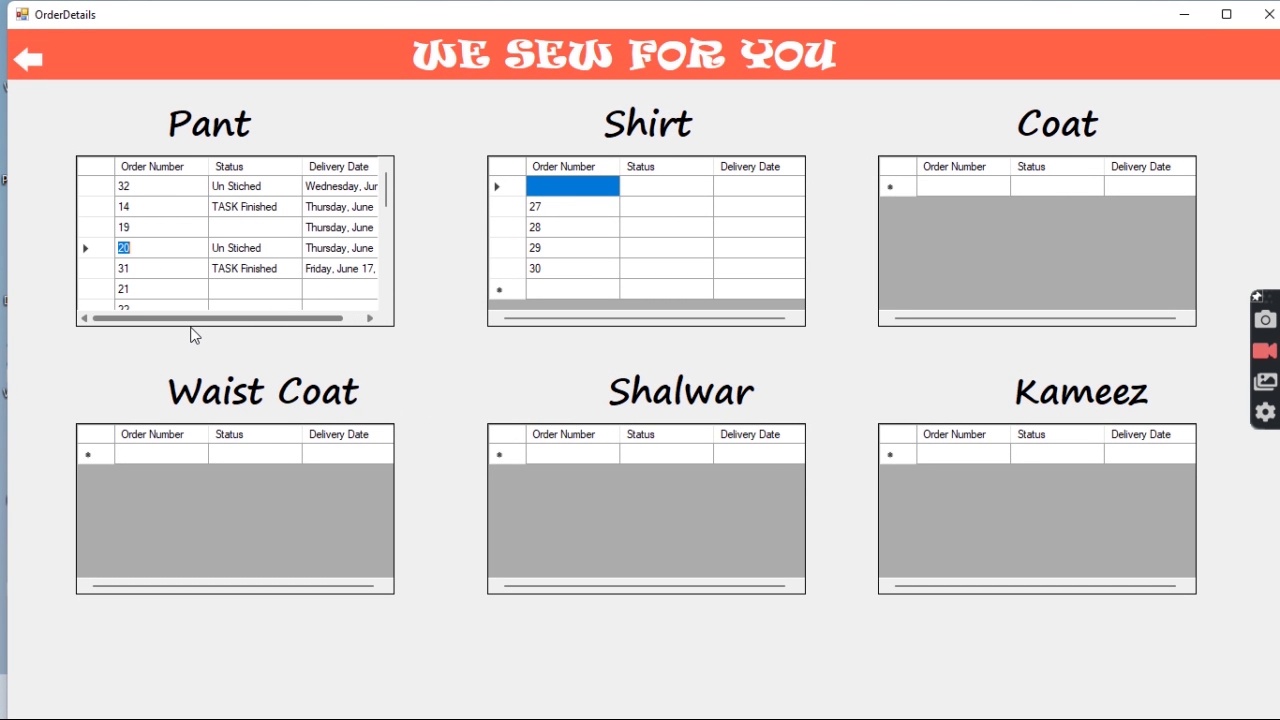 OrderDetails
WE SEW FOR YOU
Pant
Order Number Status Delivery Date
32 Un Stiched Wednesday, Jur
14 TASK Finished Thursday, June
19 Thursday, June
20 Un Stiched Thursday, June
31 TASK Finished Friday, June 17,
21
22
Shirt
Order Number Status Delivery Date
27
28
29
30
Coat
Order Number Status Delivery Date
Waist Coat
Order Number Status Delivery Date
Shalwar
Order Number Status Delivery Date
Kameez
Order Number Status Delivery Date